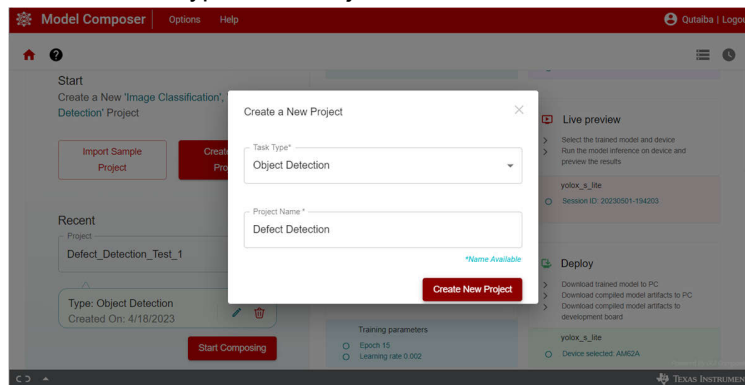 Model Composer
Options
Help
Qutaiba | Logou
Start
Create a New 'Image Classification', '
Detection' Project
Import Sample
Project
Creat
Pro
Recent
Project
Defect_Detection_Test_1
Type: Object Detection
Created On: 4/18/2023
Start Composing
Create a New Project
Task Type*
Object Detection
Project Name *
Defect Detection
*Name Available
Create New Project
Training parameters
Epoch 15
Learning rate 0.002
Live preview
Select the trained model and device
Run the model inference on device and
preview the results
yolox_s_lite
Session ID: 20230501-194203
Deploy
Download trained model to PC
Download compiled model artifacts to PC
Download compiled model artifacts to
development board
yolox_s_lite
Device selected: AM62A
TEXAS INSTRUMEN